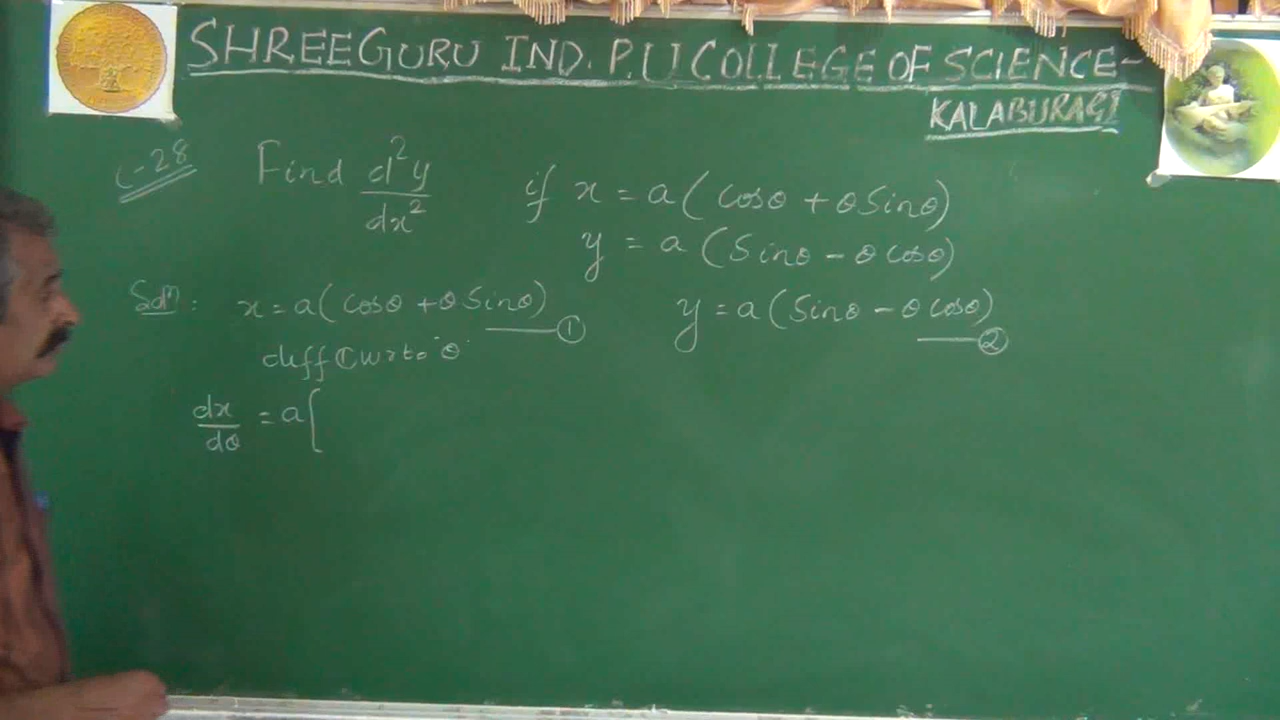 SHREEGURU IND. P.U COLLEGE OF SCIENCE-
KALABURAGI
L-28
Find d²y/dx² if x = a(cosθ + θ sinθ)
y = a(sinθ - θ cosθ)
Soln: x = a(cosθ + θ sinθ) ① y = a(sinθ - θ cosθ) ②
diff ① w r to 'θ'
dx/dθ = a[